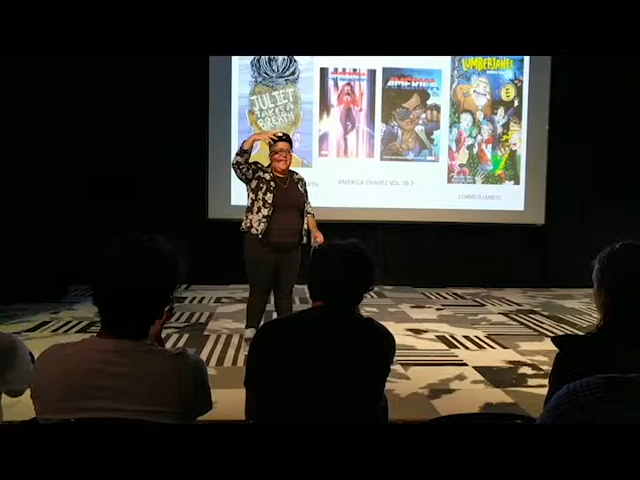 JULIET
TAKES A
BREATH
AMERICA
AMERICA
LUMBERJANES
AMERICA CHAVEZ VOL. 1& 2
LUMBERJANES